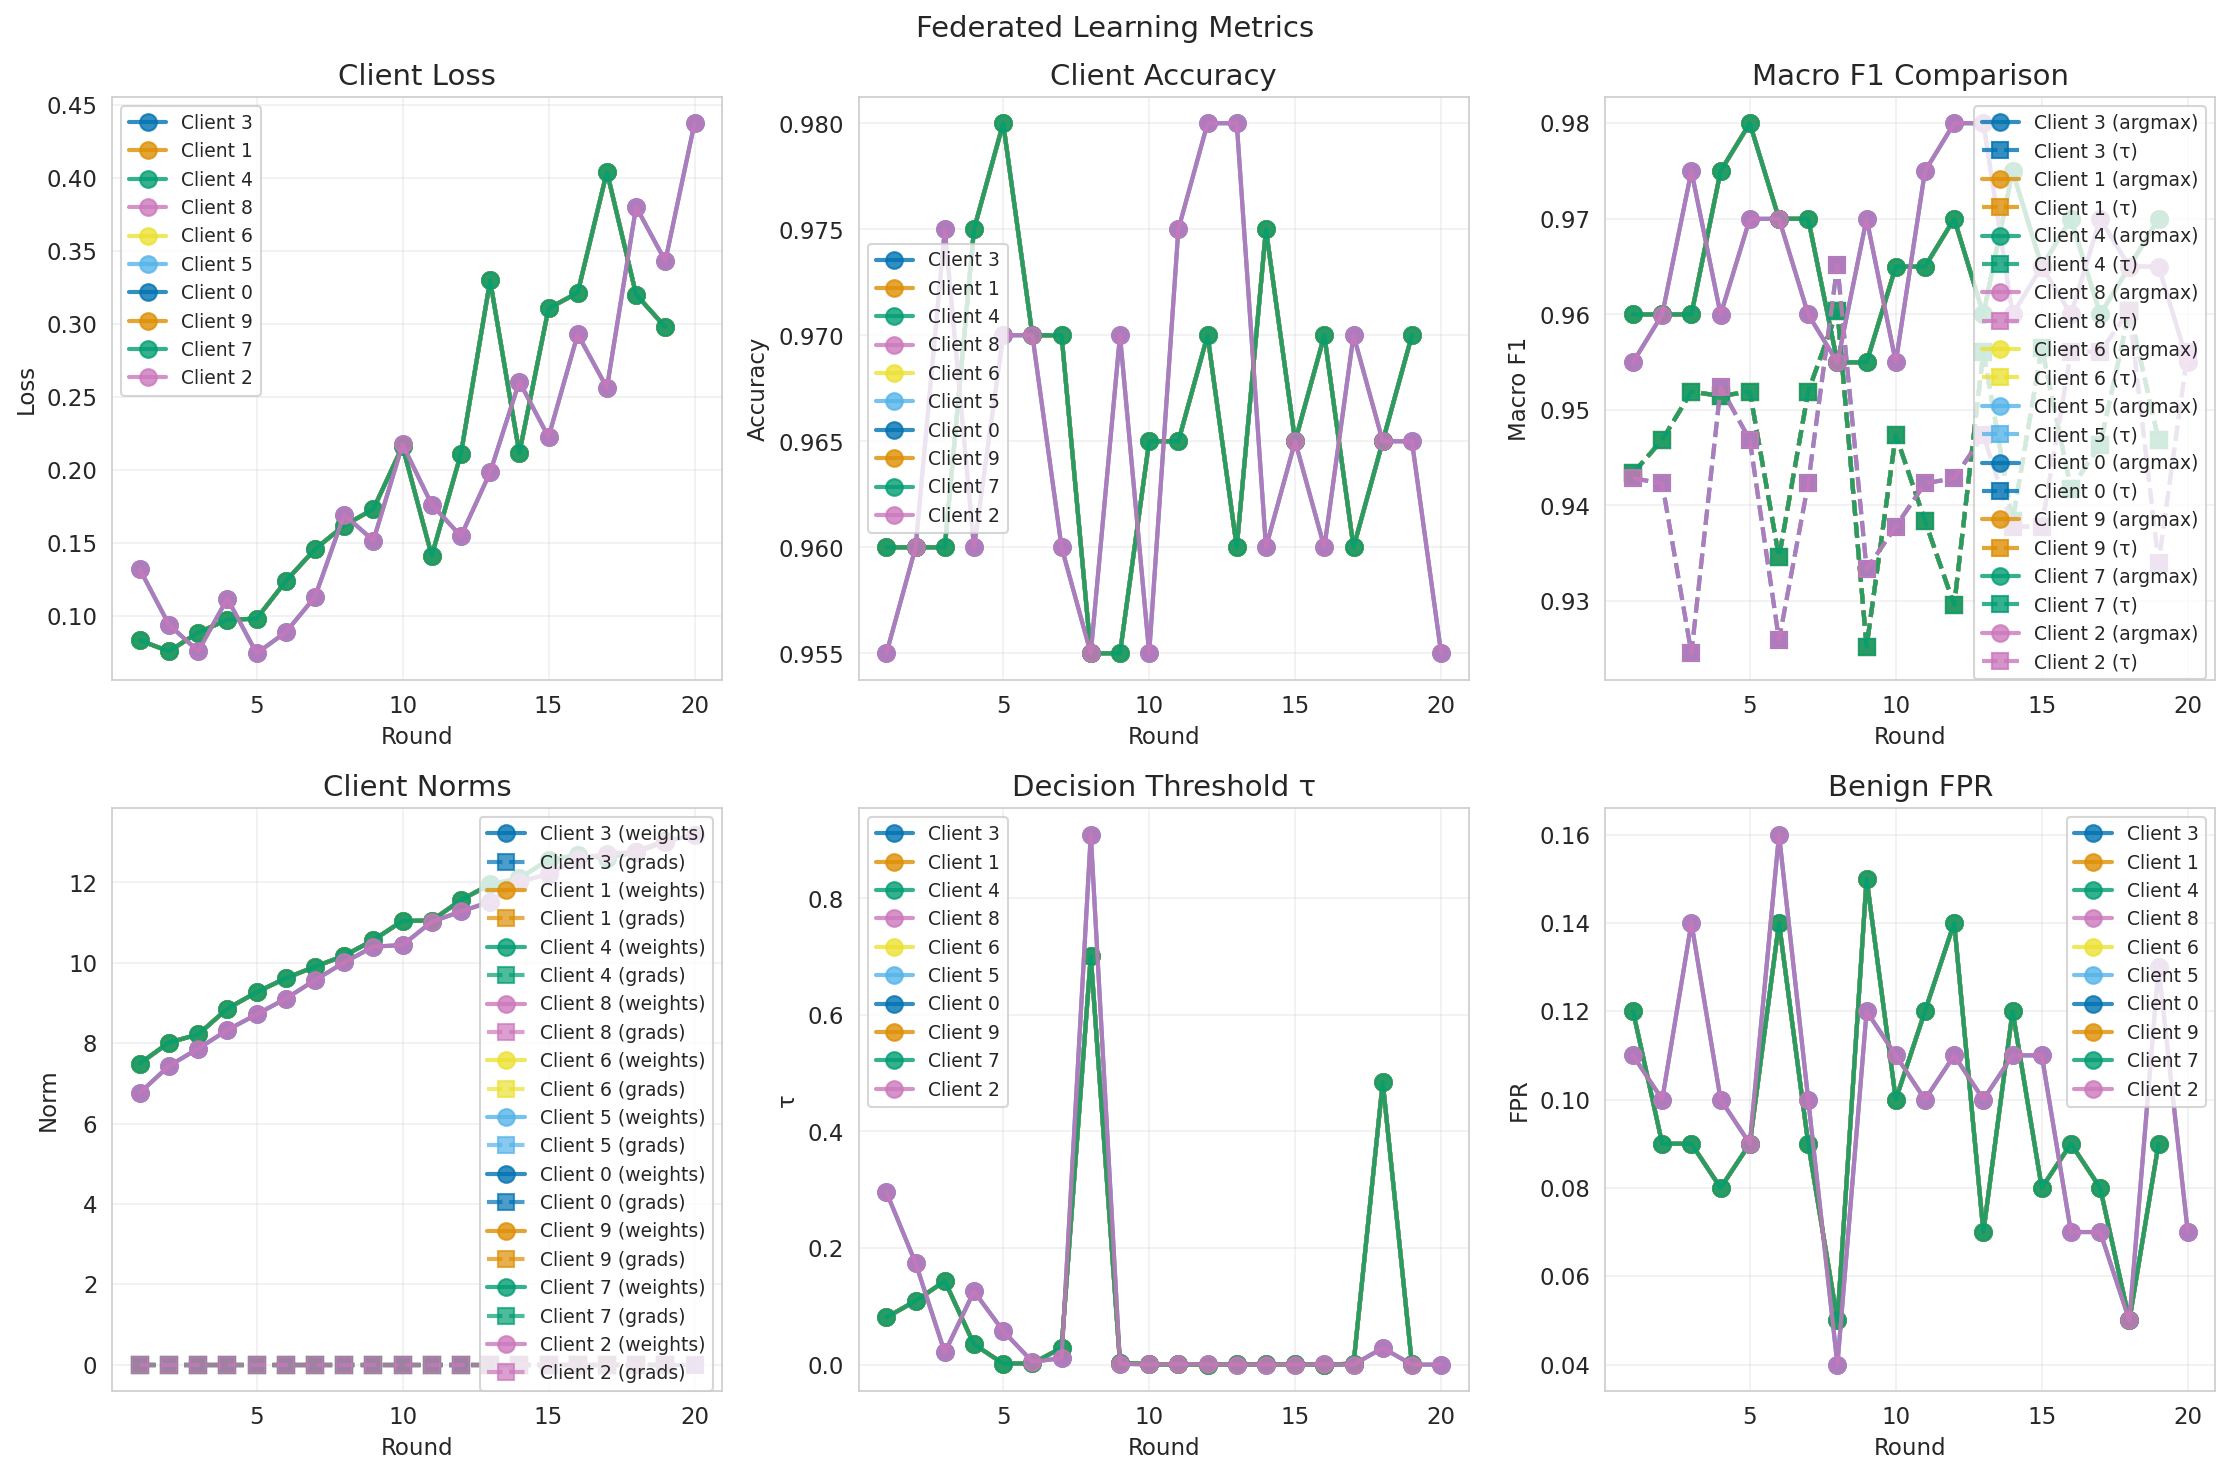 Federated Learning Metrics
Client Loss
Loss
0.45
0.40
0.35
0.30
0.25
0.20
0.15
0.10
Client 3
Client 1
Client 4
Client 8
Client 6
Client 5
Client 0
Client 9
Client 7
Client 2
5
10
15
20
Round
Client Accuracy
Accuracy
0.980
0.975
0.970
0.965
0.960
0.955
Client 3
Client 1
Client 4
Client 8
Client 6
Client 5
Client 0
Client 9
Client 7
Client 2
5
10
15
20
Round
Macro F1 Comparison
Macro F1
0.98
0.97
0.96
0.95
0.94
0.93
Client 3 (argmax)
Client 3 (τ)
Client 1 (argmax)
Client 1 (τ)
Client 4 (argmax)
Client 4 (τ)
Client 8 (argmax)
Client 8 (τ)
Client 6 (argmax)
Client 6 (τ)
Client 5 (argmax)
Client 5 (τ)
Client 0 (argmax)
Client 0 (τ)
Client 9 (argmax)
Client 9 (τ)
Client 7 (argmax)
Client 7 (τ)
Client 2 (argmax)
Client 2 (τ)
5
10
15
20
Round
Client Norms
Norm
12
10
8
6
4
2
0
Client 3 (weights)
Client 3 (grads)
Client 1 (weights)
Client 1 (grads)
Client 4 (weights)
Client 4 (grads)
Client 8 (weights)
Client 8 (grads)
Client 6 (weights)
Client 6 (grads)
Client 5 (weights)
Client 5 (grads)
Client 0 (weights)
Client 0 (grads)
Client 9 (weights)
Client 9 (grads)
Client 7 (weights)
Client 7 (grads)
Client 2 (weights)
Client 2 (grads)
5
10
15
20
Round
Decision Threshold τ
τ
0.8
0.6
0.4
0.2
0.0
Client 3
Client 1
Client 4
Client 8
Client 6
Client 5
Client 0
Client 9
Client 7
Client 2
5
10
15
20
Round
Benign FPR
FPR
0.16
0.14
0.12
0.10
0.08
0.06
0.04
Client 3
Client 1
Client 4
Client 8
Client 6
Client 5
Client 0
Client 9
Client 7
Client 2
5
10
15
20
Round